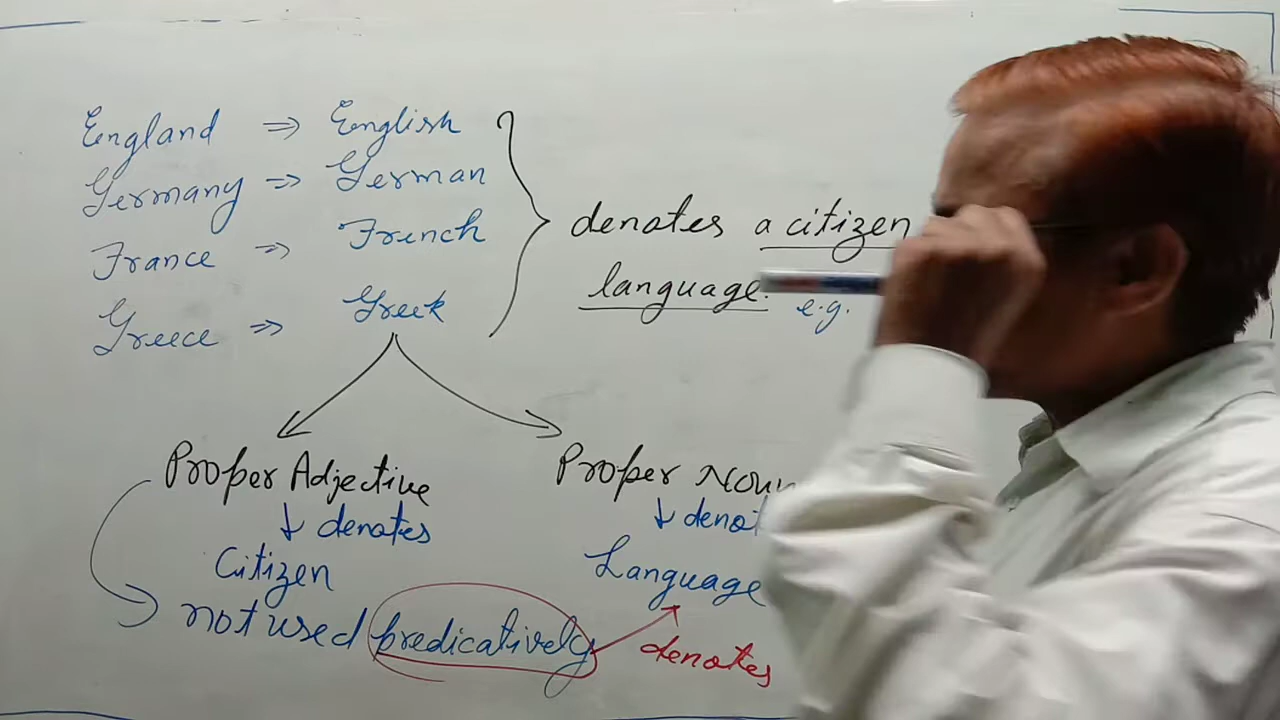 England ⇒ English
Germany ⇒ German
France ⇒ French
Greece ⇒ Greek
denotes a citizen
language.
e.g.
Proper Adjective
↓ denotes
Citizen
not used predicatively
Proper Noun
↓ denot
Language
denotes